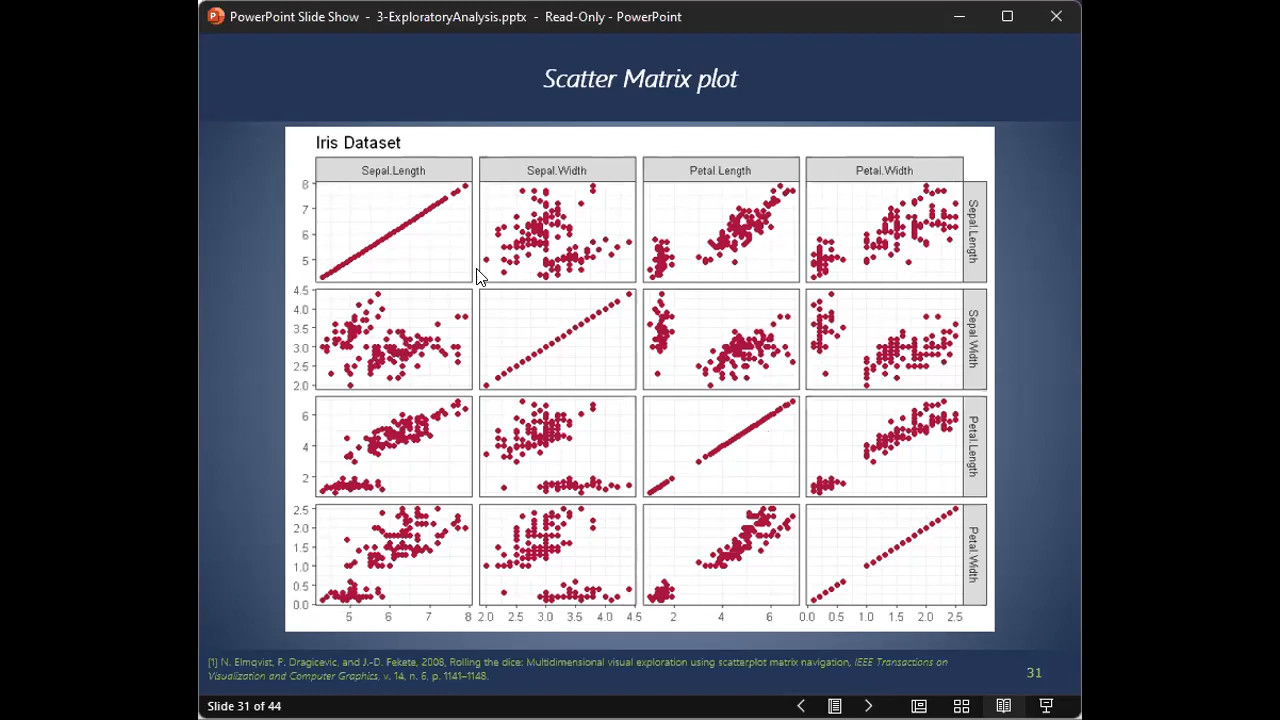 PowerPoint Slide Show - 3-ExploratoryAnalysis.pptx - Read-Only - PowerPoint
Scatter Matrix plot
Iris Dataset
Sepal.Length Sepal.Width Petal.Length Petal.Width
8
7
6
5
Sepal.Length
4.5
4.0
3.5
3.0
2.5
2.0
Sepal.Width
6
4
2
Petal.Length
2.5
2.0
1.5
1.0
0.5
0.0
Petal.Width
5 6 7 8 2.0 2.5 3.0 3.5 4.0 4.5 2 4 6 0.0 0.5 1.0 1.5 2.0 2.5
[1] N. Elmqvist, P. Dragicevic, and J.-D. Fekete, 2008, Rolling the dice: Multidimensional visual exploration using scatterplot matrix navigation, IEEE Transactions on
Visualization and Computer Graphics, v. 14, n. 6, p. 1141–1148.
31
Slide 31 of 44